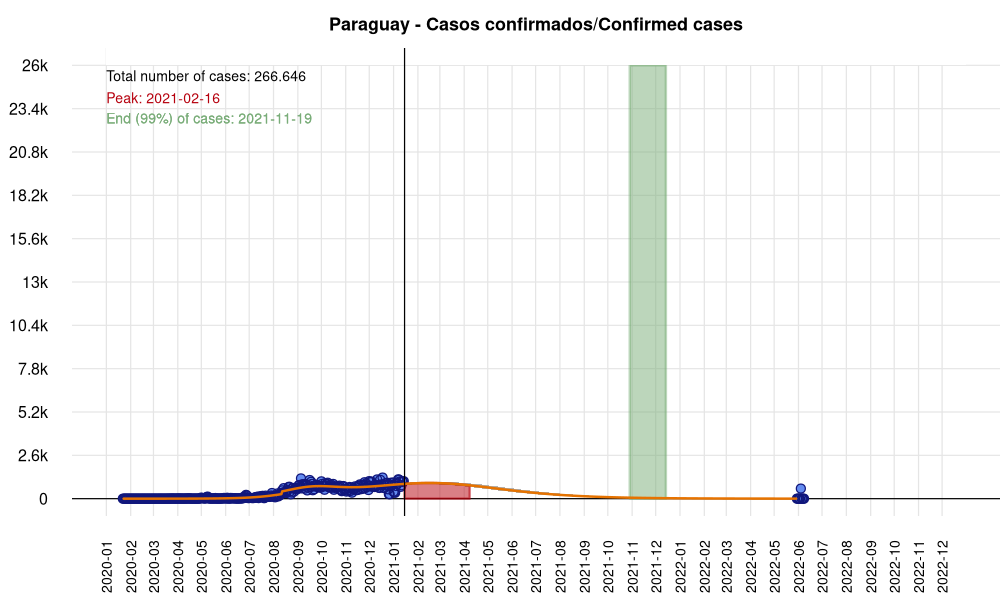 Paraguay - Casos confirmados/Confirmed cases
Total number of cases: 266.646
Peak: 2021-02-16
End (99%) of cases: 2021-11-19
26k
23.4k
20.8k
18.2k
15.6k
13k
10.4k
7.8k
5.2k
2.6k
0
2020-01
2020-02
2020-03
2020-04
2020-05
2020-06
2020-07
2020-08
2020-09
2020-10
2020-11
2020-12
2021-01
2021-02
2021-03
2021-04
2021-05
2021-06
2021-07
2021-08
2021-09
2021-10
2021-11
2021-12
2022-01
2022-02
2022-03
2022-04
2022-05
2022-06
2022-07
2022-08
2022-09
2022-10
2022-11
2022-12